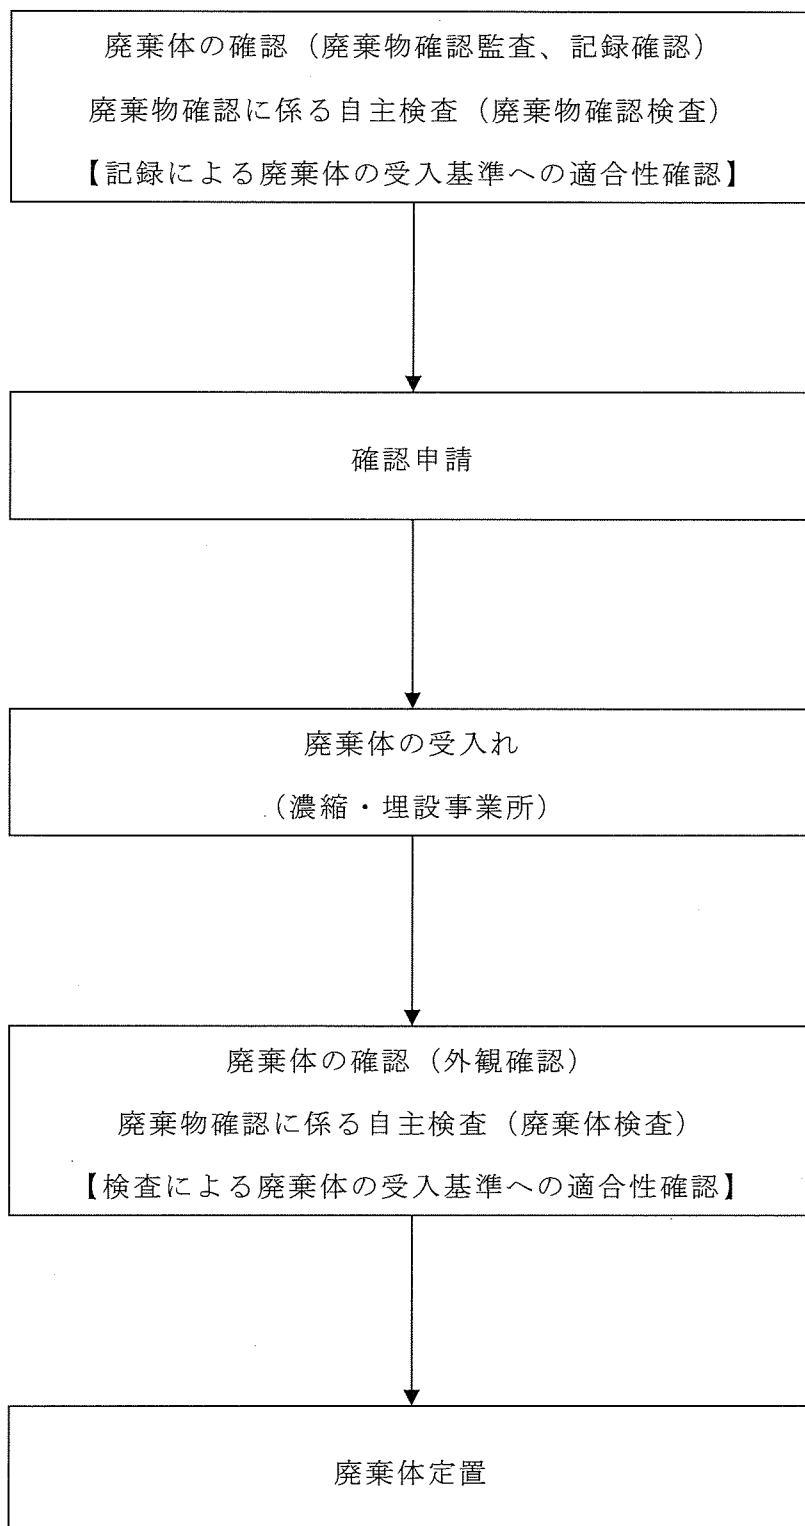 廃棄体の確認（廃棄物確認監査、記録確認）
廃棄物確認に係る自主検査（廃棄物確認検査）
【記録による廃棄体の受入基準への適合性確認】
確認申請
廃棄体の受入れ
（濃縮・埋設事業所）
廃棄体の確認（外観確認）
廃棄物確認に係る自主検査（廃棄体検査）
【検査による廃棄体の受入基準への適合性確認】
廃棄体定置